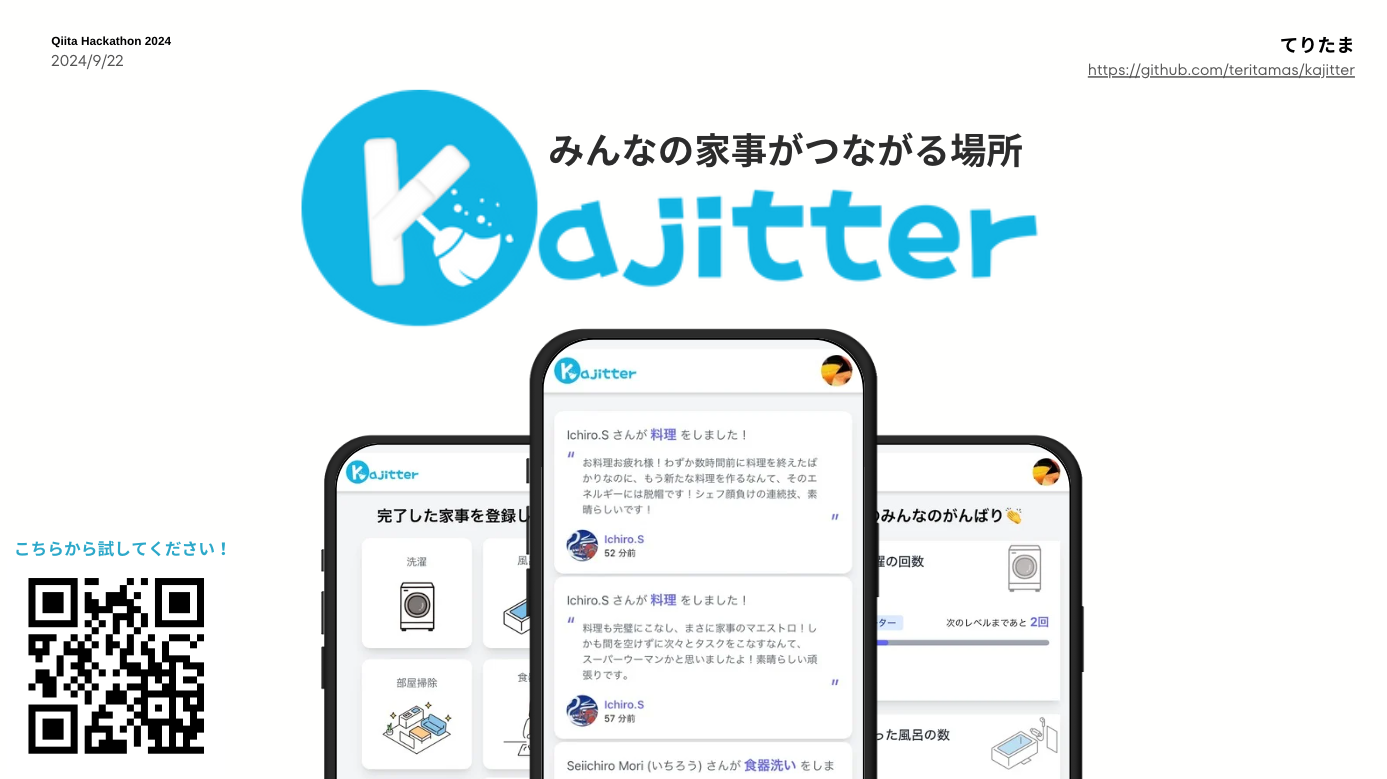 Qiita Hackathon 2024
2024/9/22
てりたま
https://github.com/teritamas/kajitter
みんなの家事がつながる場所
Kajitter
Kajitter
Ichiro.S さんが 料理 をしました！
"
お料理お疲れ様！わずか数時間前に料理を終えたば
かりなのに、もう新たな料理を作るなんて、そのエ
ネルギーには脱帽です！シェフ顔負けの連続技、素
晴らしいです！
"
Ichiro.S
52 分前
Ichiro.S さんが 料理 をしました！
"
料理も完璧にこなし、まさに家事のマエストロ！し
かも間を空けずに次々とタスクをこなすなんて、
スーパーウーマンかと思いましたよ！素晴らしい頑
張りです。
"
Ichiro.S
57 分前
Seiichiro Mori (いちろう) さんが 食器洗い をしま
Kajitter
完了した家事を登録し
洗濯
風
部屋掃除
食
みんなのがんばり👏
の回数
ター
次のレベルまであと 2回
った風呂の数
こちらから試してください！